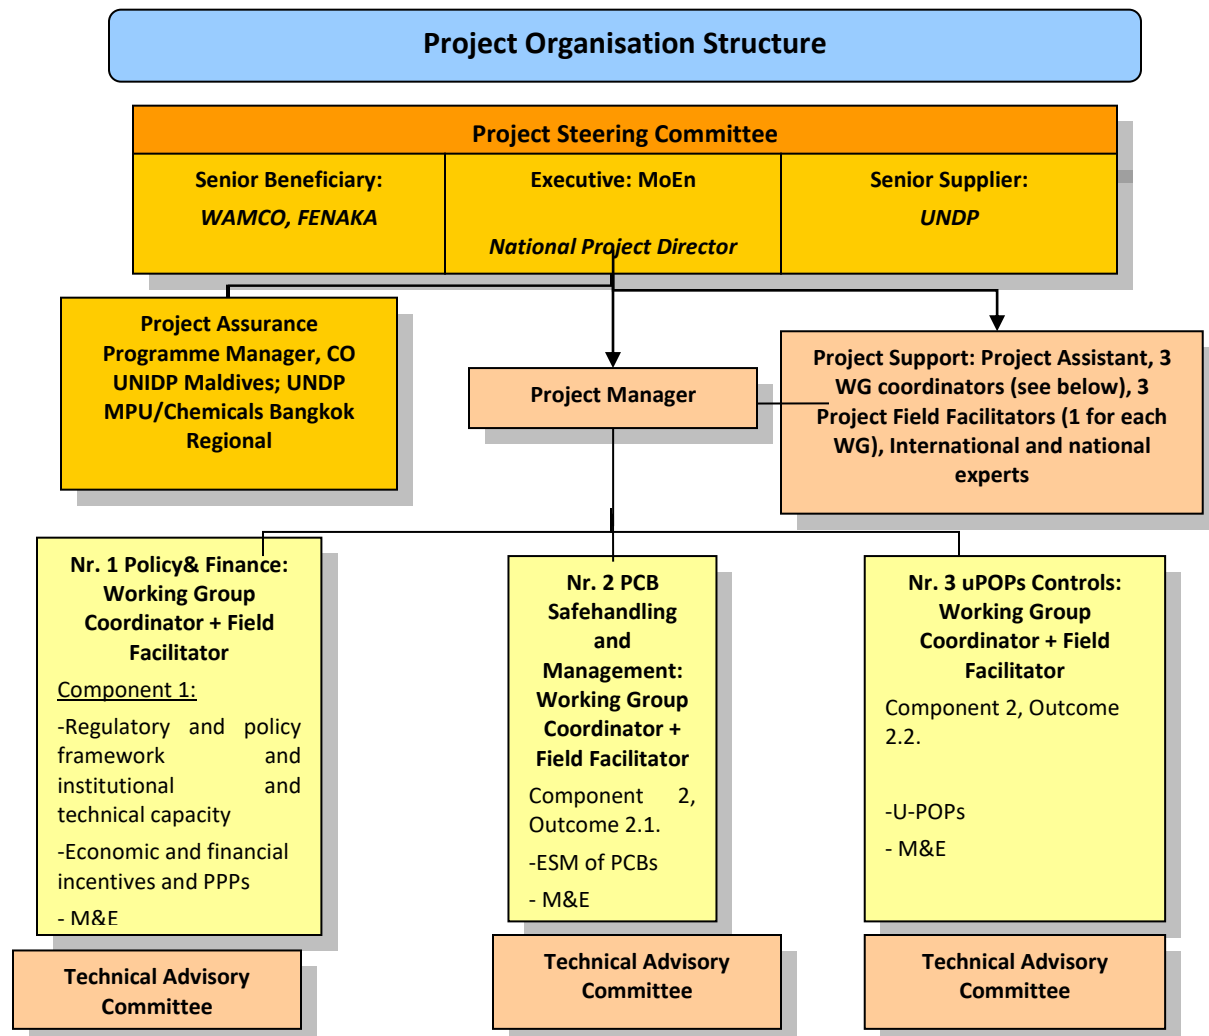 Project Organisation Structure
Project Steering Committee
Senior Beneficiary:
WAMCO, FENAKA
Executive: MoEn
National Project Director
Senior Supplier:
UNDP
Project Assurance
Programme Manager, CO
UNIDP Maldives; UNDP
MPU/Chemicals Bangkok
Regional
Project Manager
Project Support: Project Assistant, 3
WG coordinators (see below), 3
Project Field Facilitators (1 for each
WG), International and national
experts
Nr. 1 Policy& Finance:
Working Group
Coordinator + Field
Facilitator
Component 1:
-Regulatory and policy
framework and
institutional and
technical capacity
-Economic and financial
incentives and PPPs
- M&E
Nr. 2 PCB
Safehandling
and
Management:
Working Group
Coordinator +
Field Facilitator
Component 2,
Outcome 2.1.
-ESM of PCBs
- M&E
Nr. 3 uPOPs Controls:
Working Group
Coordinator + Field
Facilitator
Component 2, Outcome
2.2.
-U-POPs
- M&E
Technical Advisory
Committee
Technical Advisory
Committee
Technical Advisory
Committee